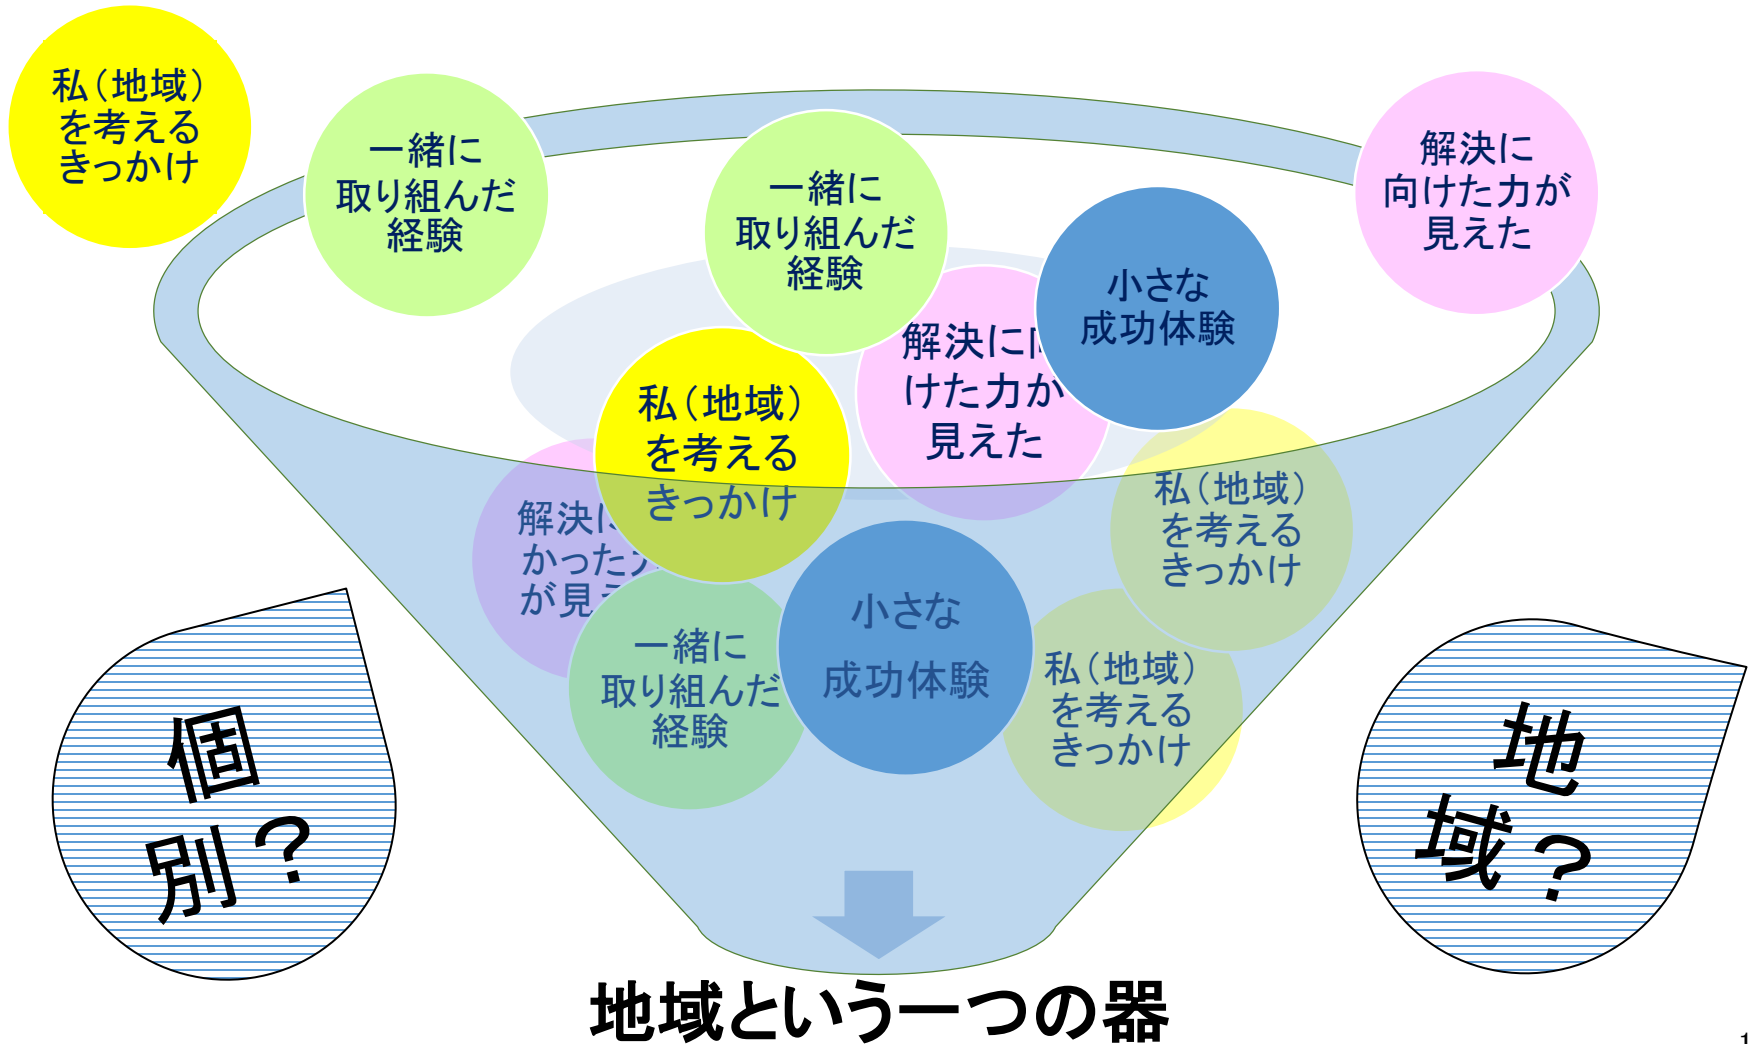 私（地域）
を考える
きっかけ
一緒に
取り組んだ
経験
一緒に
取り組んだ
経験
小さな
成功体験
解決に
向けた力が
見えた
私（地域）
を考える
きっかけ
解決に
けた力が
見えた
解決に
かった
が見
一緒に
取り組んだ
経験
小さな
成功体験
私（地域）
を考える
きっかけ
私（地域）
を考える
きっかけ
個
別？
地
域？
地域という一つの器
1